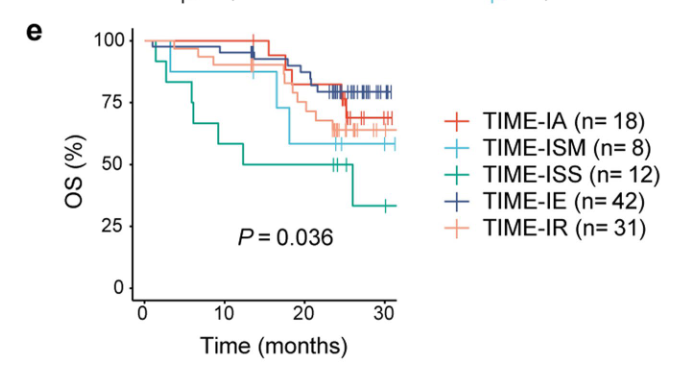 e
100
75
50
25
0
OS (%)
P = 0.036
0 10 20 30
Time (months)
TIME-IA (n= 18)
TIME-ISM (n= 8)
TIME-ISS (n= 12)
TIME-IE (n= 42)
TIME-IR (n= 31)